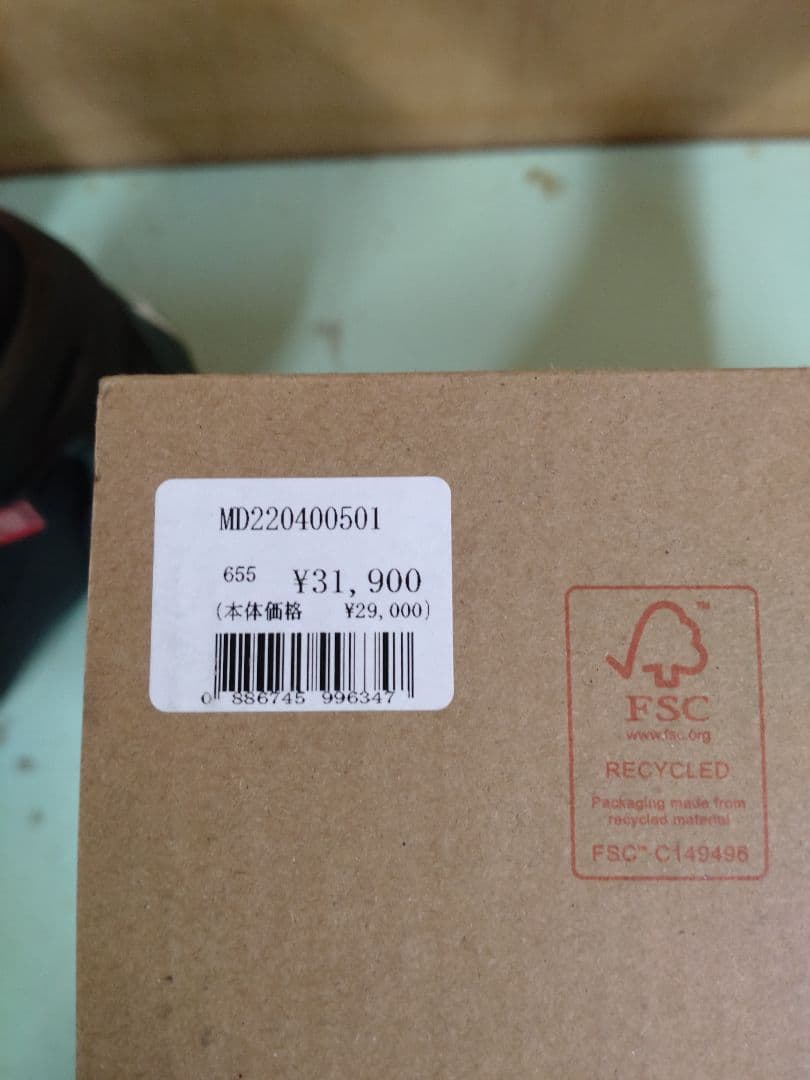 MD220400501
655 ¥31,900
(本体価格 ¥29,000)
0 886745 996347
FSC™
www.fsc.org
RECYCLED
Packaging made from
recycled material
FSC™ C149496